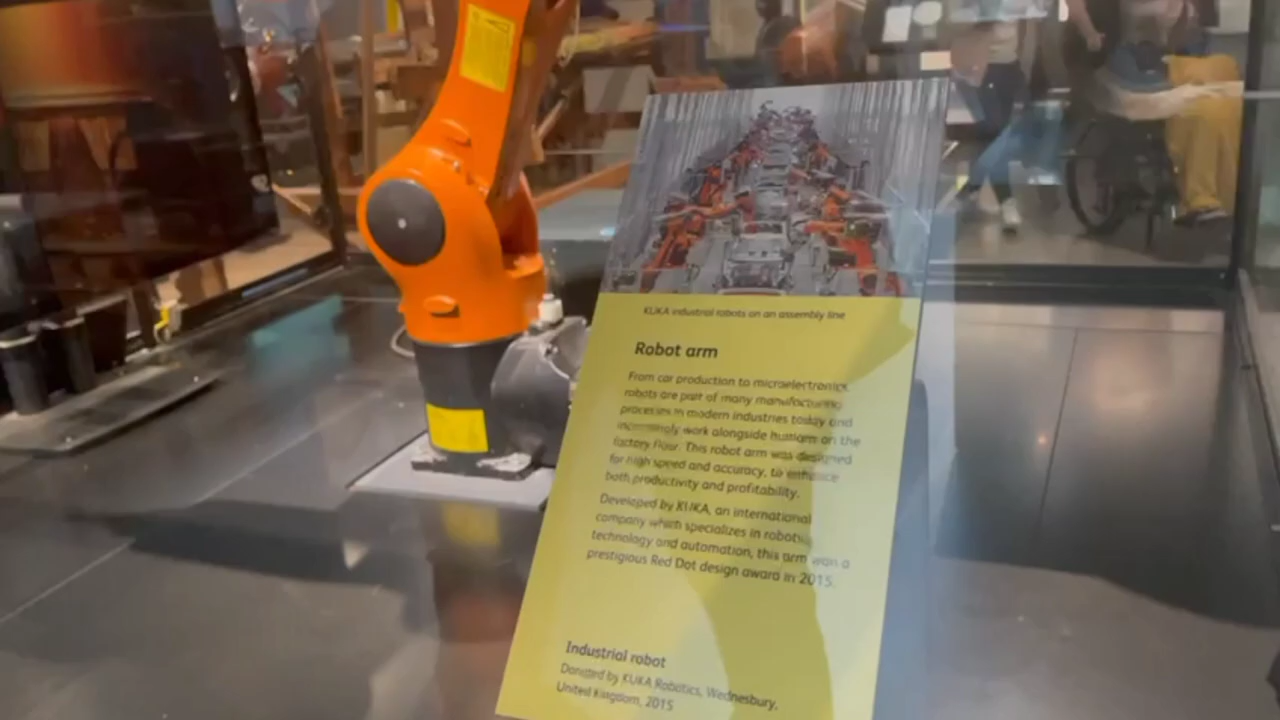 KUKA industrial robots on an assembly line
Robot arm
From car production to microelectronics,
robots are part of many manufacturing
processes in modern industries today and
increasingly work alongside humans on the
factory floor. This robot arm was designed
for high speed and accuracy, to enhance
both productivity and profitability.
Developed by KUKA, an international
company which specializes in robotic
technology and automation, this arm won a
prestigious Red Dot design award in 2015.
Industrial robot
Donated by KUKA Robotics, Wednesbury,
United Kingdom, 2015